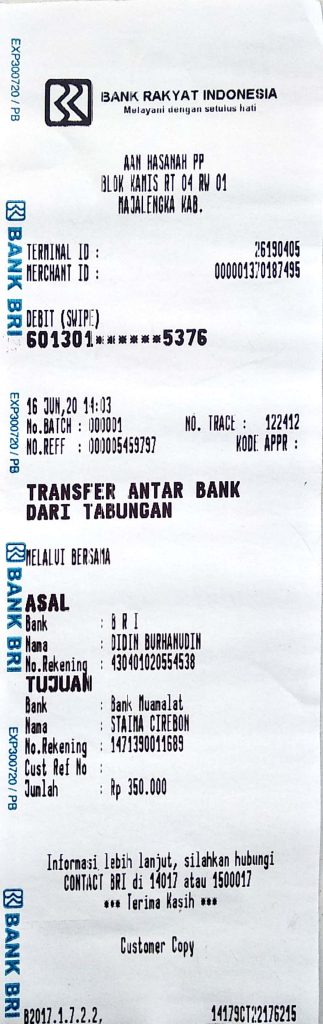 BANK RAKYAT INDONESIA
Melayani dengan setulus hati
AAN HASANAH PP
BLOK KAMIS RT 04 RW 01
MAJALENGKA KAB.
TERMINAL ID : 26190405
MERCHANT ID : 000001370187495
DEBIT (SWIPE)
601301******5376
16 JUN,20 14:03
No.BATCH : 000001 NO. TRACE : 122412
NO.REFF : 000005459797 KODE APPR :
TRANSFER ANTAR BANK
DARI TABUNGAN
MELALUI BERSAMA
ASAL
Bank : B R I
Nama : DIDIN BURHANUDIN
No.Rekening : 430401020554538
TUJUAN
Bank : Bank Muamalat
Nama : STAIMA CIREBON
No.Rekening : 1471390011689
Cust Ref No :
Jumlah : Rp 350.000
Informasi lebih lanjut, silahkan hubungi
CONTACT BRI di 14017 atau 1500017
*** Terima Kasih ***
Customer Copy
B2017.1.7.2.2, 14179CT22176215
EXP300720 / PB
BANK BRI
EXP300720 / PB
BANK BRI
EXP300720 / PB
BANK BRI